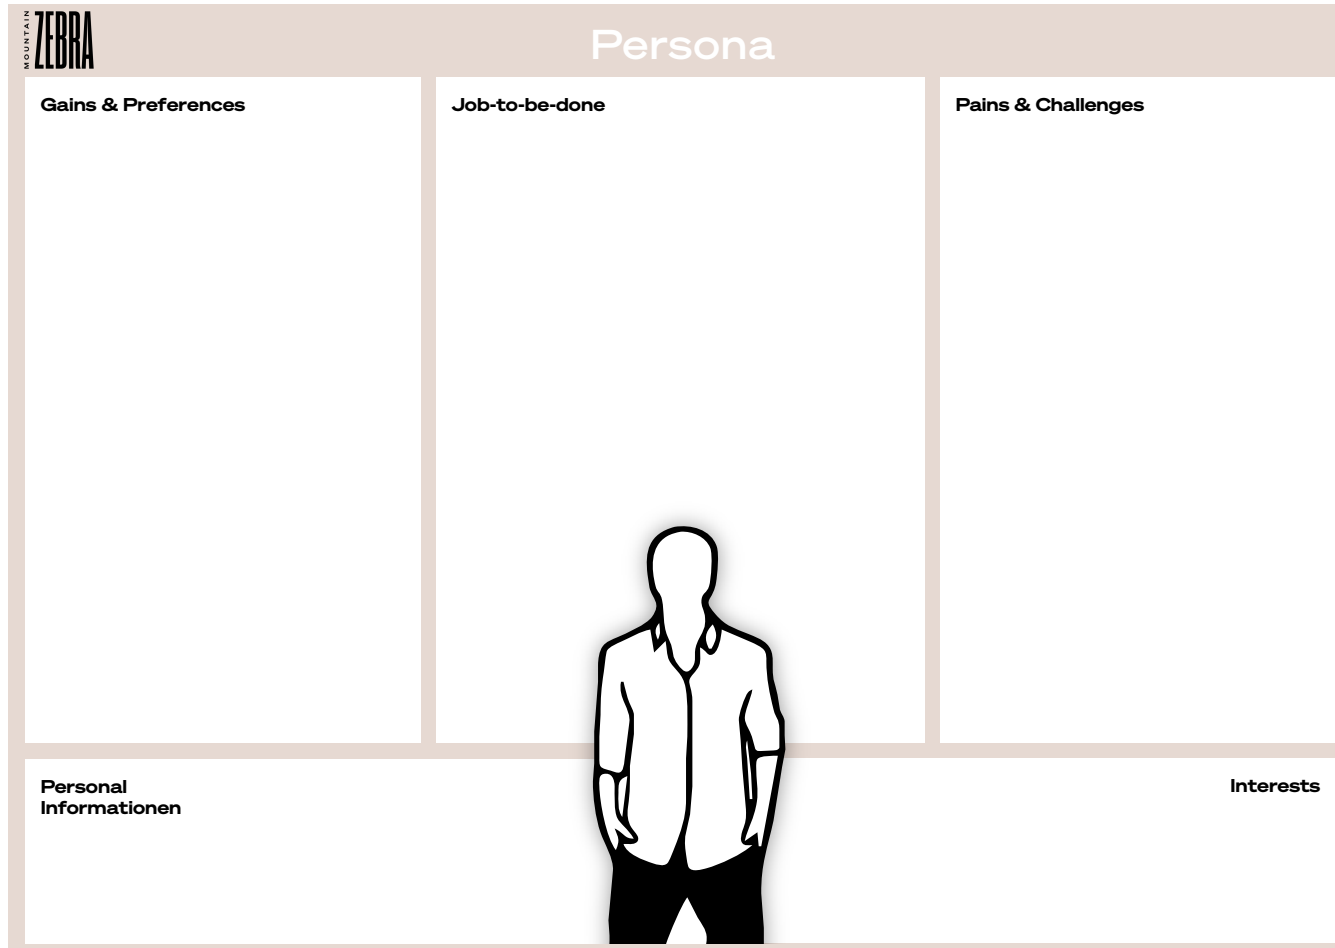 MOUNTAIN
ZEBRA
Persona
Gains & Preferences
Job-to-be-done
Pains & Challenges
Personal
Informationen
Interests